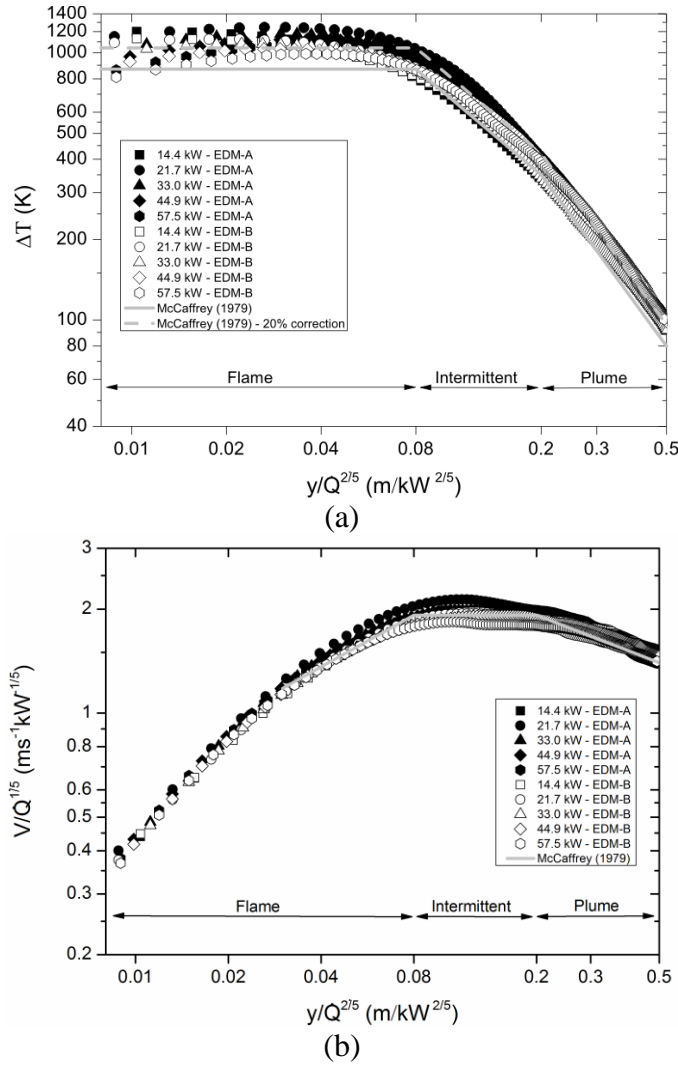 1400
1000
800
600
500
400
300
200
100
80
60
40
ΔT (K)
14.4 kW - EDM-A
21.7 kW - EDM-A
33.0 kW - EDM-A
44.9 kW - EDM-A
57.5 kW - EDM-A
14.4 kW - EDM-B
21.7 kW - EDM-B
33.0 kW - EDM-B
44.9 kW - EDM-B
57.5 kW - EDM-B
McCaffrey (1979)
McCaffrey (1979) - 20% correction
Flame Intermittent Plume
0.01 0.02 0.04 0.08 0.2 0.3 0.5
y/Q^2/5 (m/kW^2/5)
(a)
3
2
1
0.8
0.6
0.5
0.4
0.3
0.2
V/Q^1/5 (ms^-1kW^-1/5)
14.4 kW - EDM-A
21.7 kW - EDM-A
33.0 kW - EDM-A
44.9 kW - EDM-A
57.5 kW - EDM-A
14.4 kW - EDM-B
21.7 kW - EDM-B
33.0 kW - EDM-B
44.9 kW - EDM-B
57.5 kW - EDM-B
McCaffrey (1979)
Flame Intermittent Plume
0.01 0.02 0.04 0.08 0.2 0.3 0.5
y/Q^2/5 (m/kW^2/5)
(b)